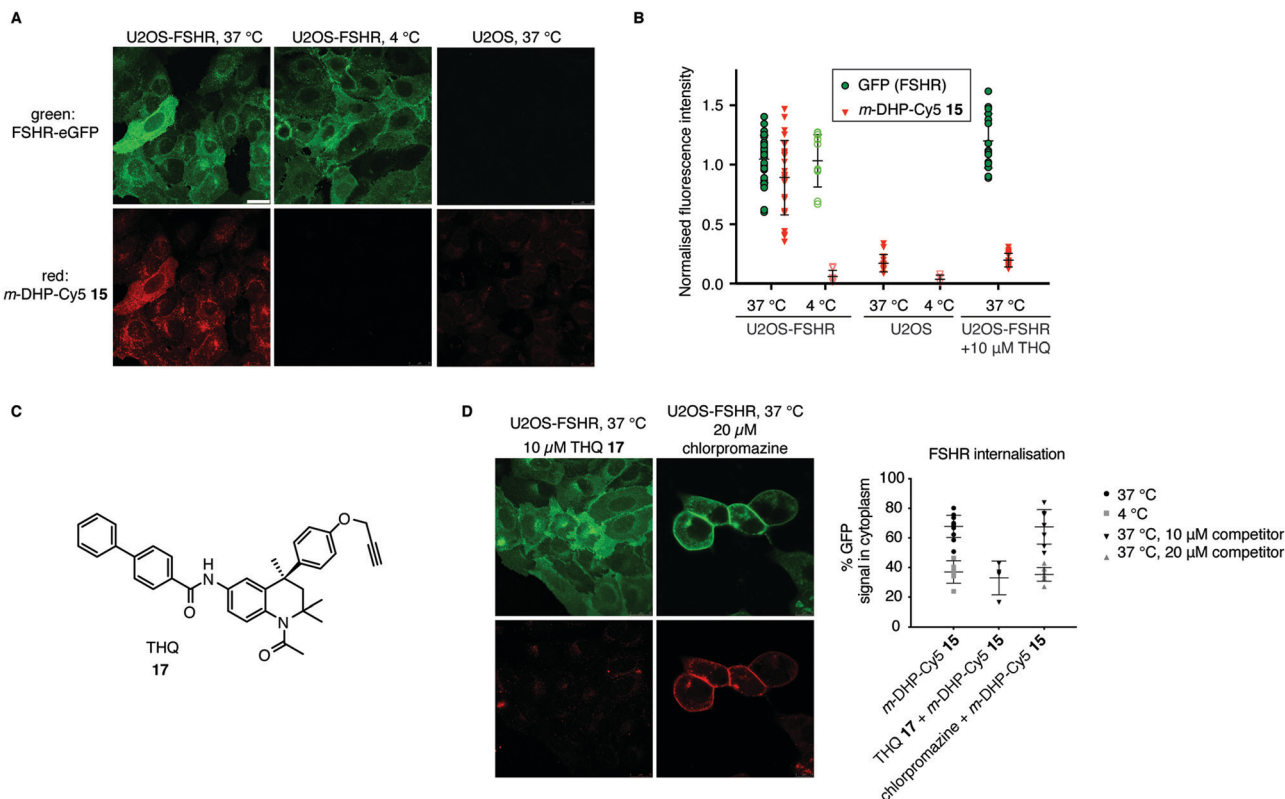 A
U2OS-FSHR, 37 °C
U2OS-FSHR, 4 °C
U2OS, 37 °C
green:
FSHR-eGFP
red:
m-DHP-Cy5 15
B
GFP (FSHR)
m-DHP-Cy5 15
Normalised fluorescence intensity
1.5
1.0
0.5
0.0
37 °C
4 °C
37 °C
4 °C
37 °C
U2OS-FSHR
U2OS
U2OS-FSHR
+10 µM THQ
C
O
H
N
O
N
O
THQ
17
D
U2OS-FSHR, 37 °C
10 µM THQ 17
U2OS-FSHR, 37 °C
20 µM
chlorpromazine
FSHR internalisation
% GFP
signal in cytoplasm
100
80
60
40
20
0
37 °C
4 °C
37 °C, 10 µM competitor
37 °C, 20 µM competitor
m-DHP-Cy5 15
THQ 17 + m-DHP-Cy5 15
chlorpromazine + m-DHP-Cy5 15